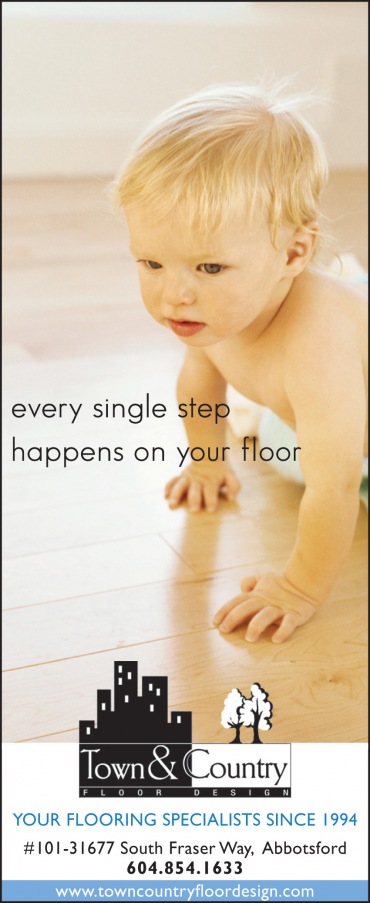 every single step
happens on your floor
Town & Country
FLOOR DESIGN
YOUR FLOORING SPECIALISTS SINCE 1994
#101-31677 South Fraser Way, Abbotsford
604.854.1633
www.towncountryfloordesign.com